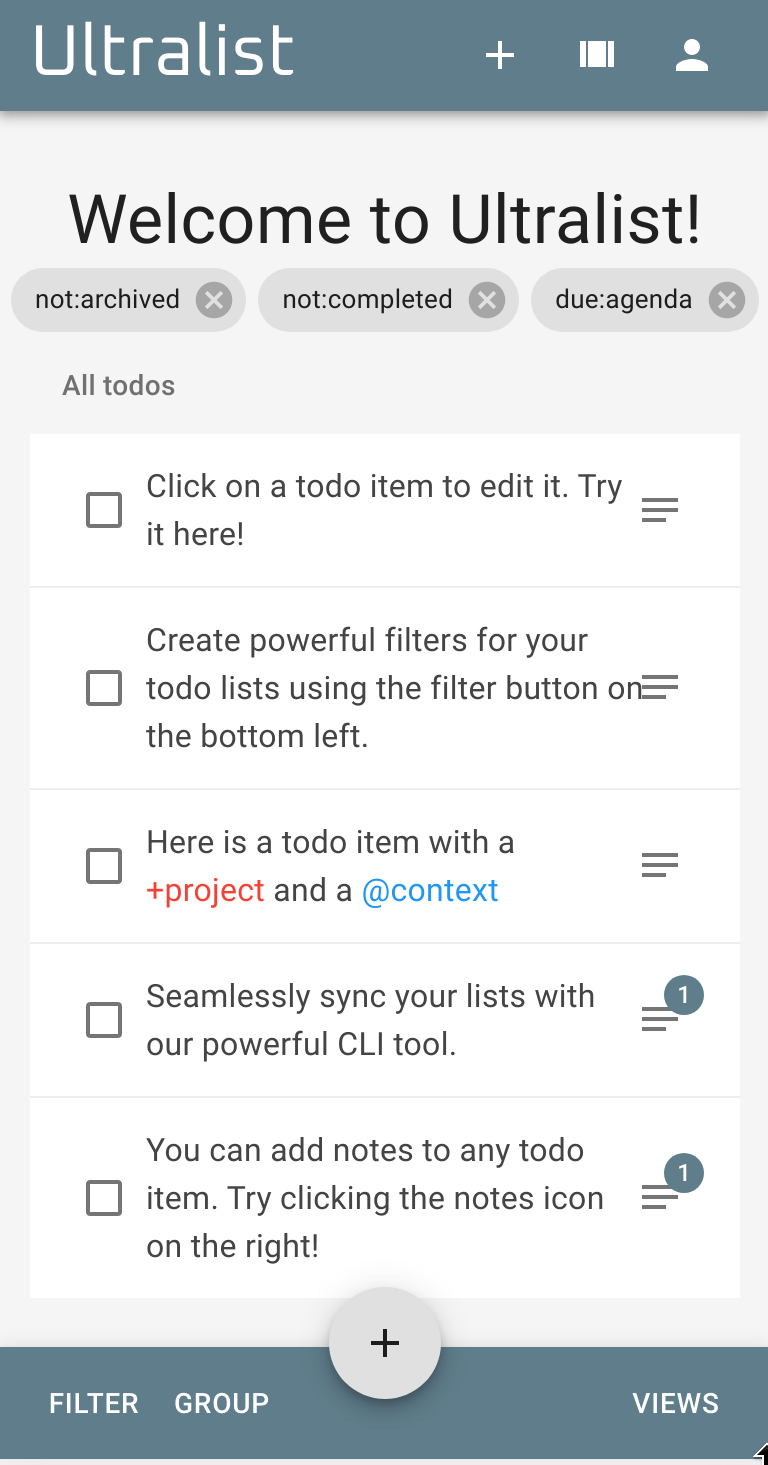 Ultralist
Welcome to Ultralist!
not:archived not:completed due:agenda
All todos
Click on a todo item to edit it. Try
it here!
Create powerful filters for your
todo lists using the filter button on
the bottom left.
Here is a todo item with a
+project and a @context
Seamlessly sync your lists with
our powerful CLI tool.
1
You can add notes to any todo
item. Try clicking the notes icon
on the right!
1
FILTER GROUP VIEWS